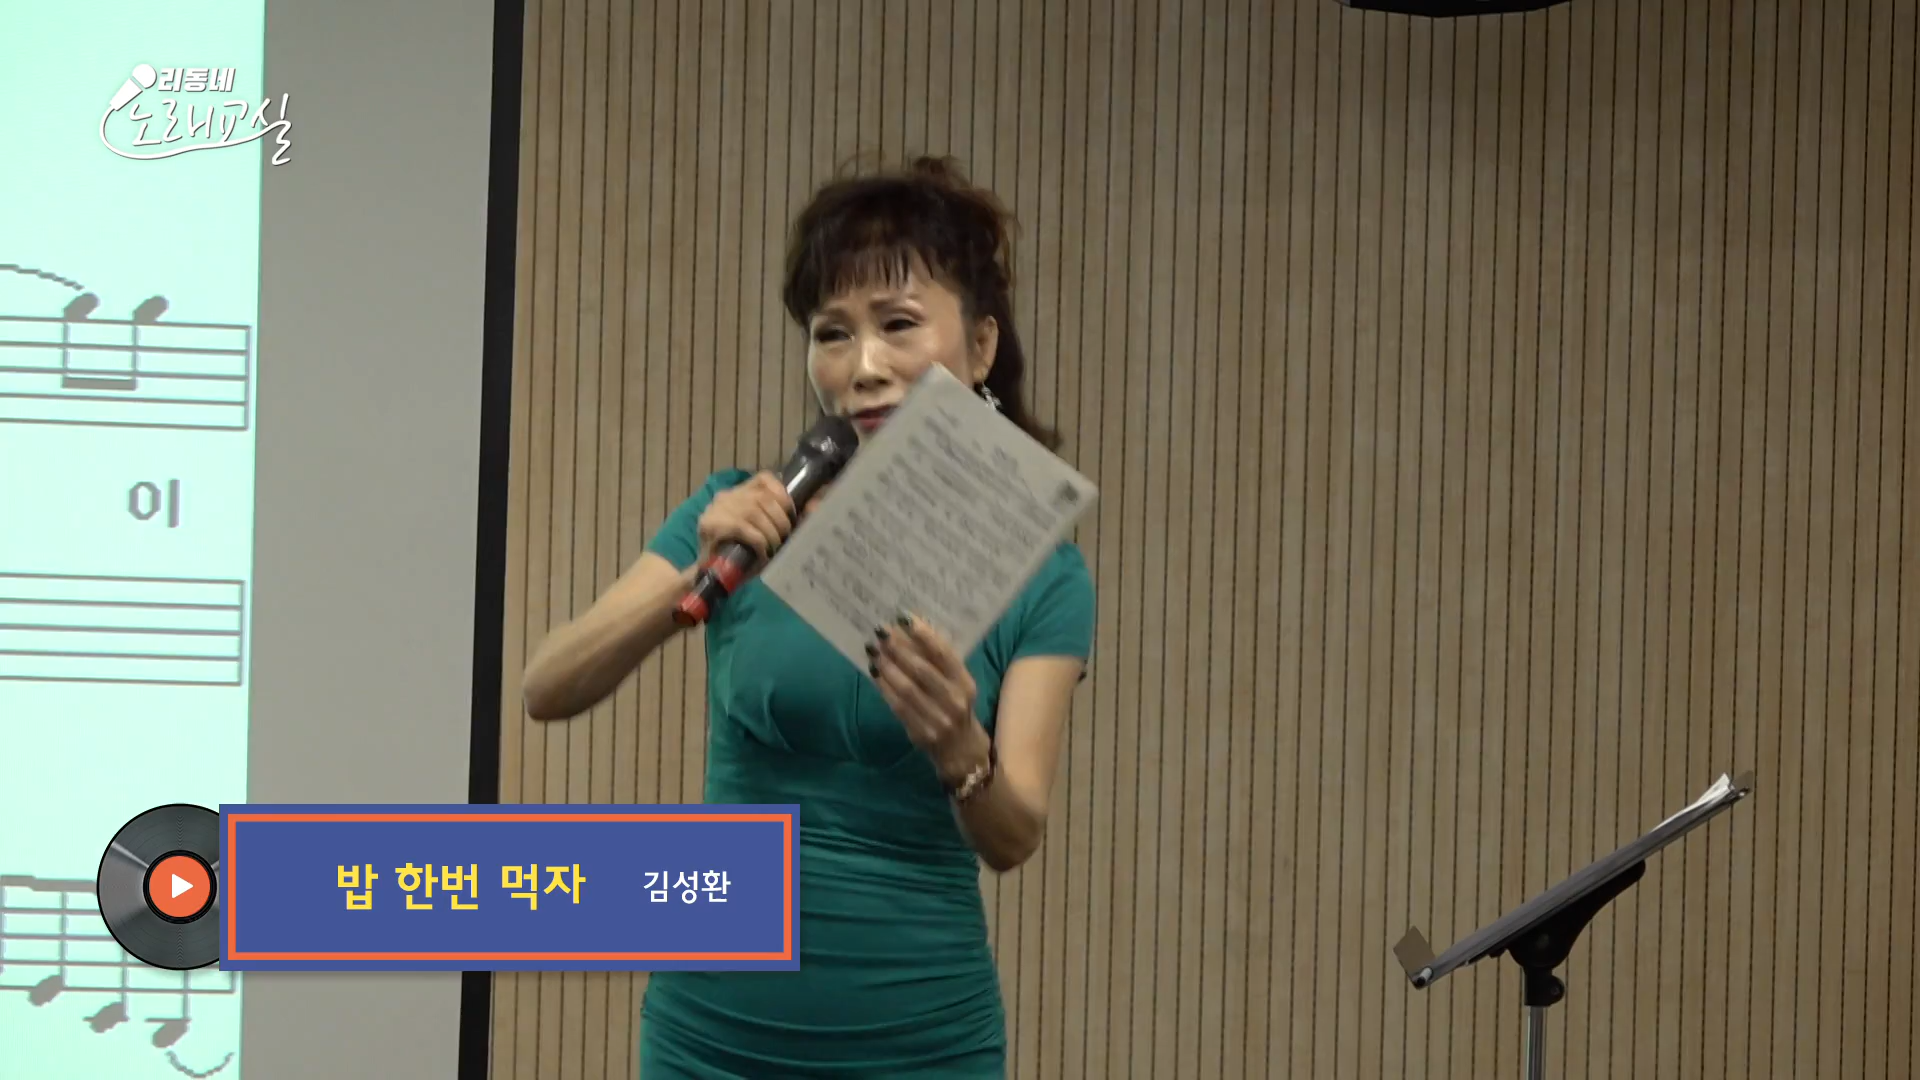 우리동네
노래교실
이
밥 한번 먹자 김성환